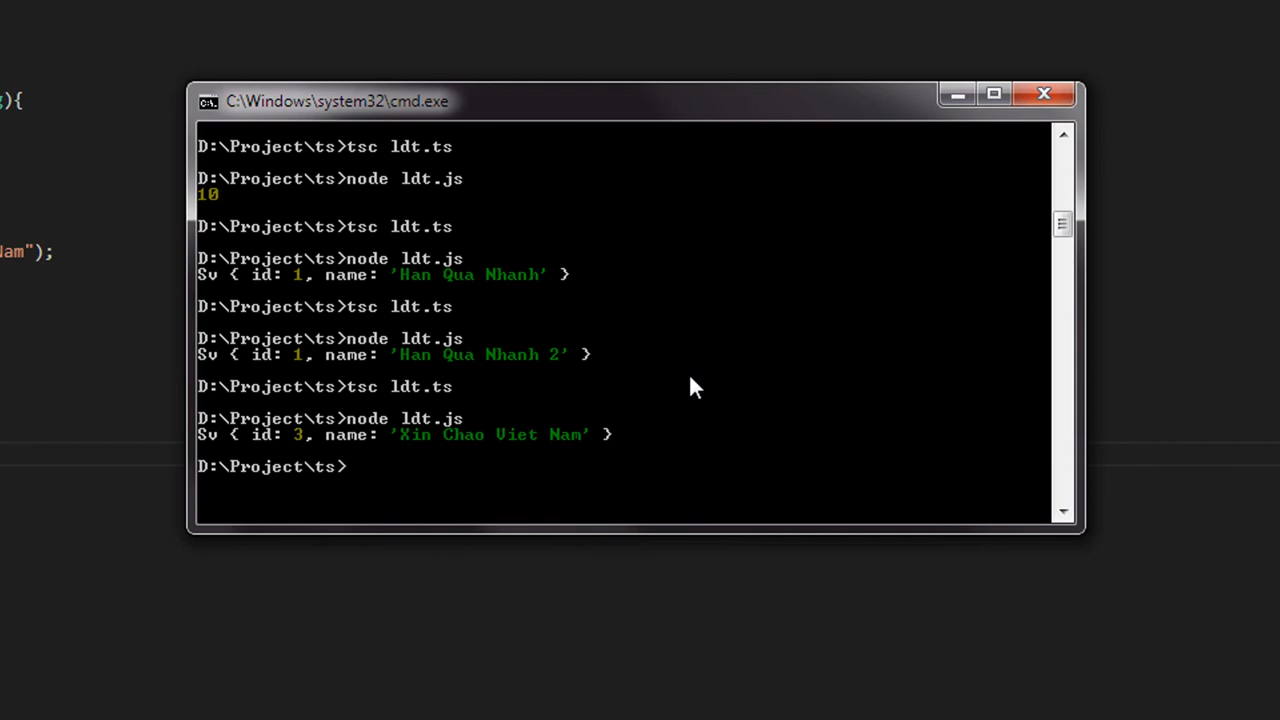 g){
Nam");
C:\Windows\system32\cmd.exe
D:\Project\ts>tsc ldt.ts
D:\Project\ts>node ldt.js
10
D:\Project\ts>tsc ldt.ts
D:\Project\ts>node ldt.js
Sv { id: 1, name: 'Han Qua Nhanh' }
D:\Project\ts>tsc ldt.ts
D:\Project\ts>node ldt.js
Sv { id: 1, name: 'Han Qua Nhanh 2' }
D:\Project\ts>tsc ldt.ts
D:\Project\ts>node ldt.js
Sv { id: 3, name: 'Xin Chao Viet Nam' }
D:\Project\ts>